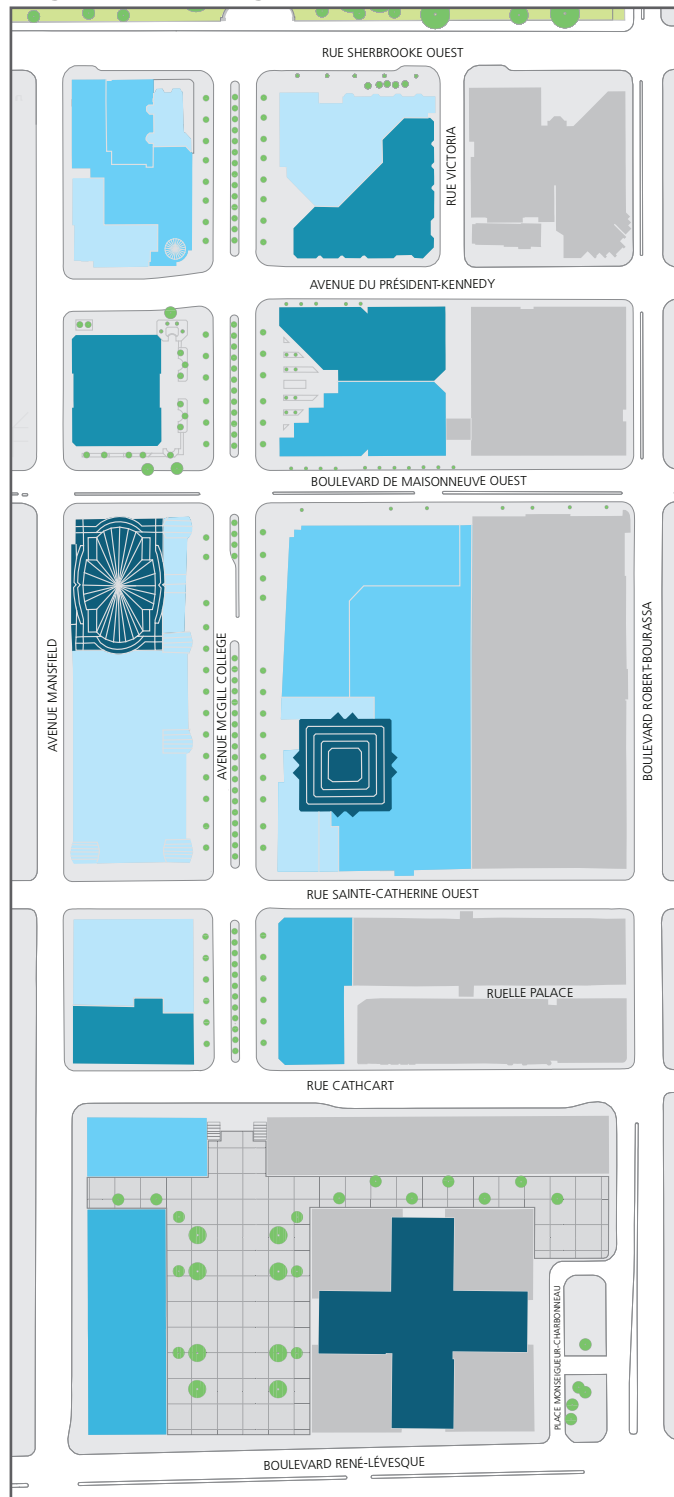 RUE SHERBROOKE OUEST
RUE VICTORIA
AVENUE DU PRÉSIDENT-KENNEDY
BOULEVARD DE MAISONNEUVE OUEST
AVENUE MANSFIELD
AVENUE MCGILL COLLEGE
BOULEVARD ROBERT-BOURASSA
RUE SAINTE-CATHERINE OUEST
RUELLE PALACE
RUE CATHCART
PLACE MONSEIGUEUR-CHARBONNEAU
BOULEVARD RENÉ-LÉVESQUE